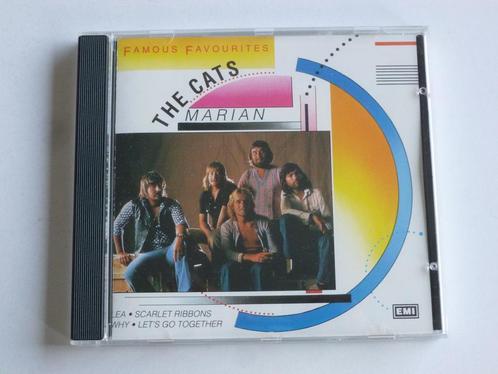 FAMOUS FAVOURITES
THE CATS
MARIAN
LEA • SCARLET RIBBONS
WHY • LET'S GO TOGETHER
EMI